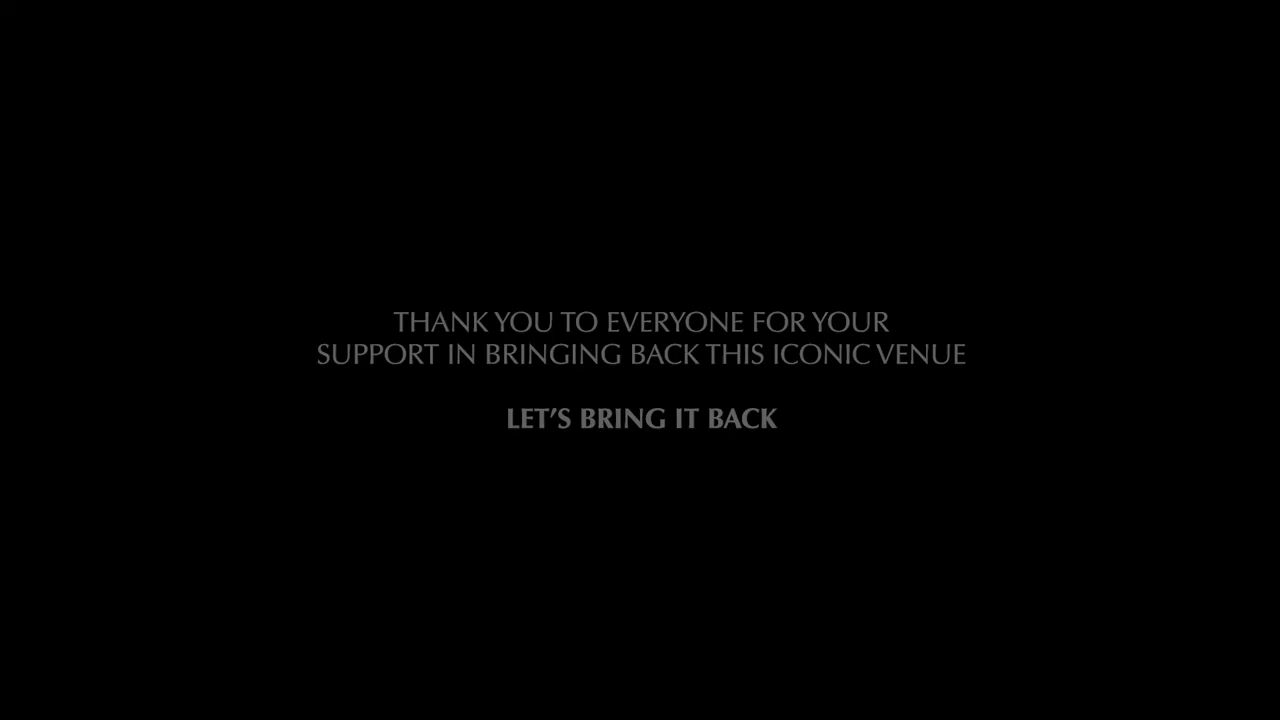 THANK YOU TO EVERYONE FOR YOUR
SUPPORT IN BRINGING BACK THIS ICONIC VENUE
LET'S BRING IT BACK